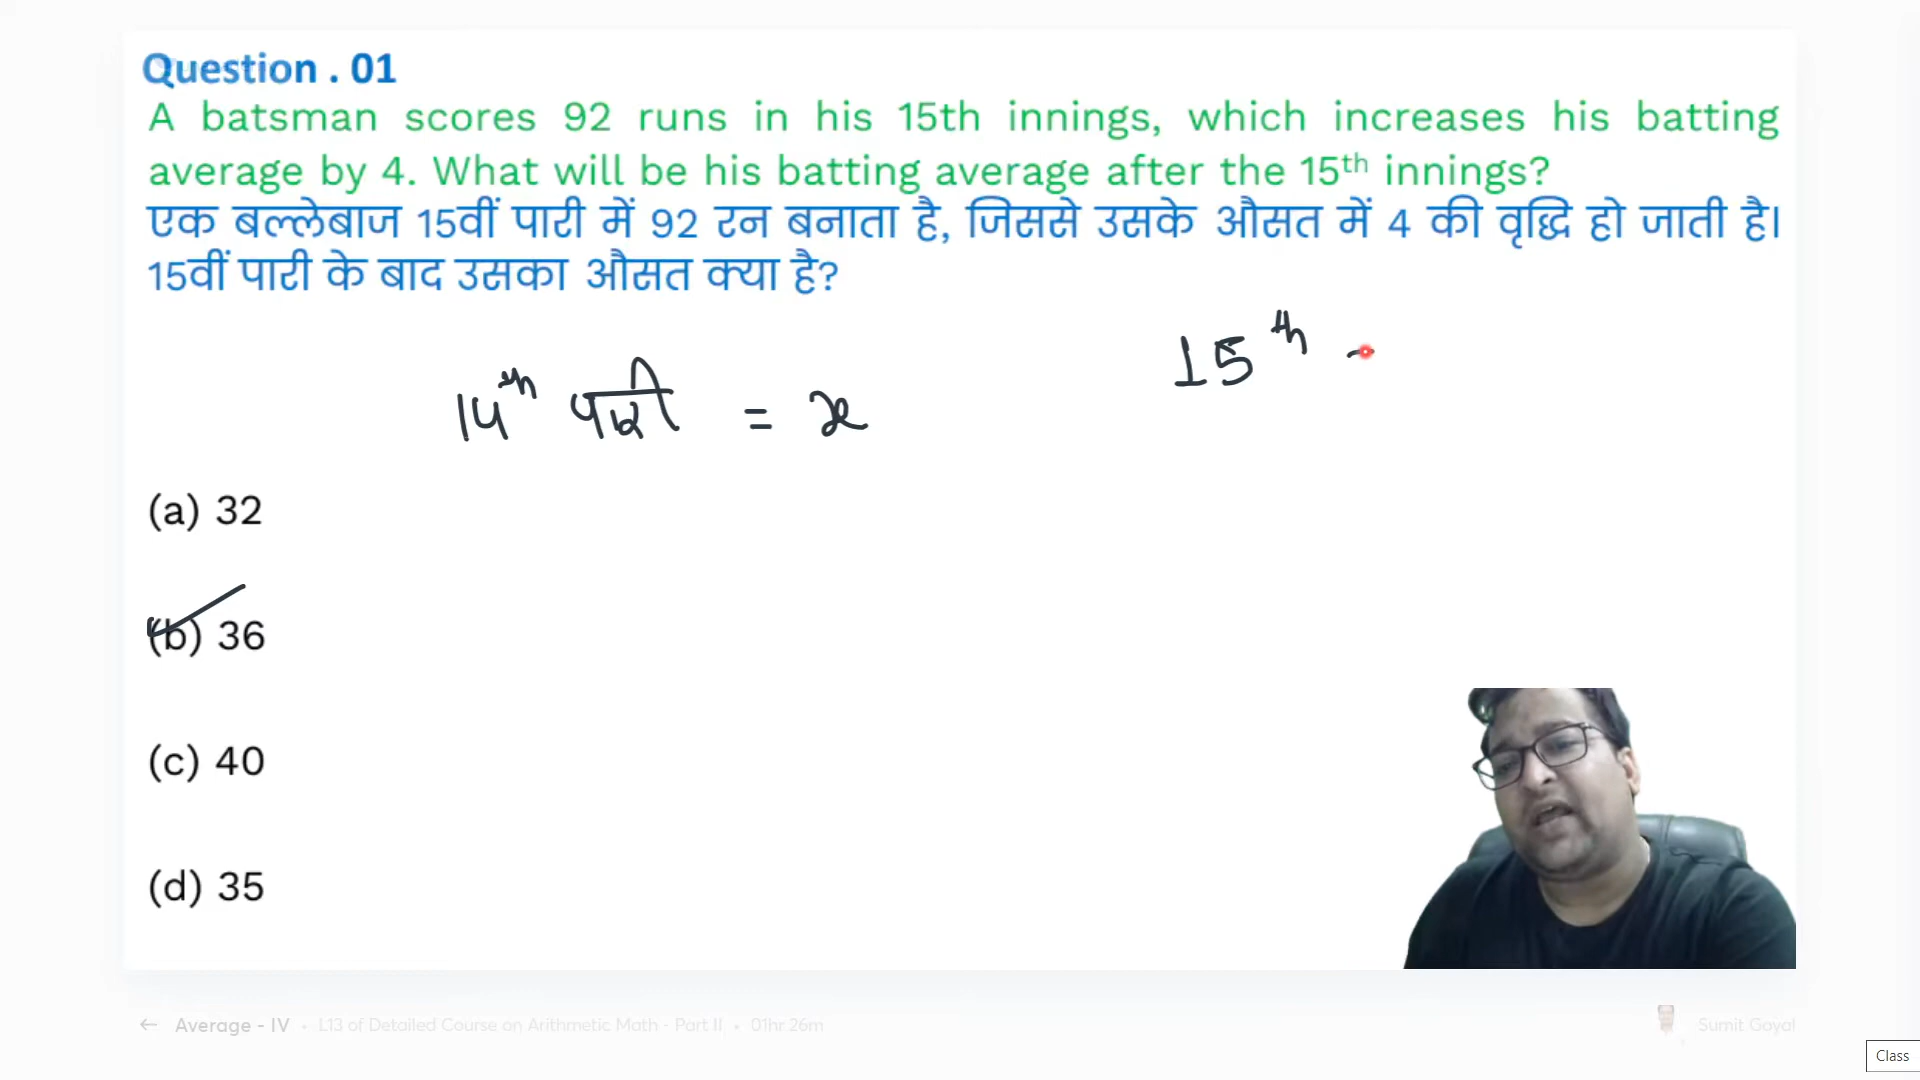 Question . 01
A batsman scores 92 runs in his 15th innings, which increases his batting
average by 4. What will be his batting average after the 15th innings?
एक बल्लेबाज 15वीं पारी में 92 रन बनाता है, जिससे उसके औसत में 4 की वृद्धि हो जाती है।
15वीं पारी के बाद उसका औसत क्या है?
15th -
14th पारी = x
(a) 32
(b) 36
(c) 40
(d) 35
← Average - IV • L13 of Detailed Course on Arithmetic Math - Part II • 01hr 26m
Sumit Goyal
Class